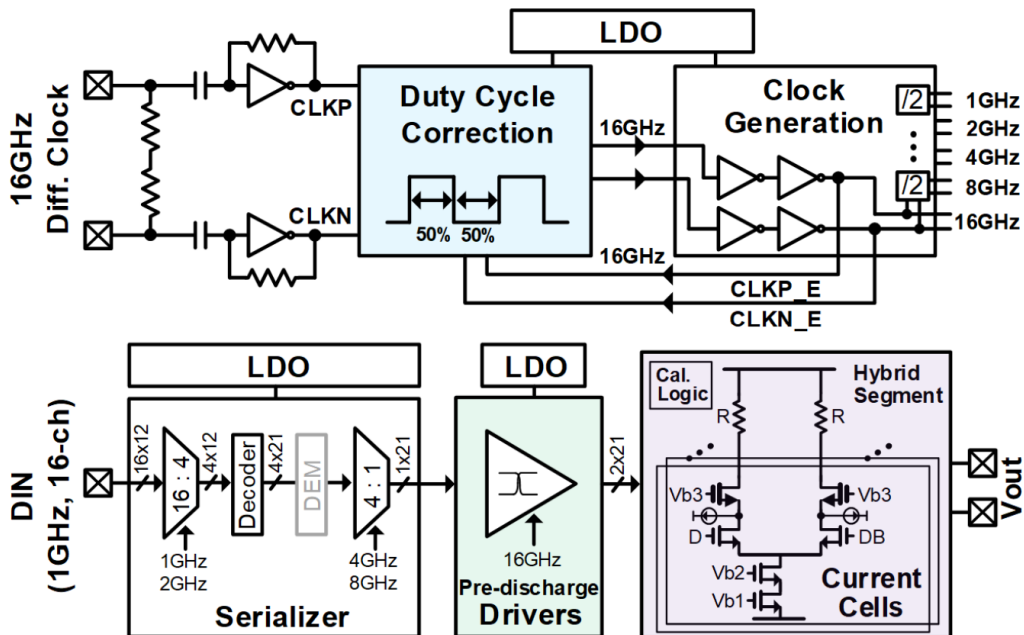 LDO
16GHz
Diff. Clock
CLKP
CLKN
Duty Cycle
Correction
50% 50%
16GHz
16GHz
CLKP_E
CLKN_E
Clock
Generation
/2
/2
1GHz
2GHz
4GHz
8GHz
16GHz
DIN
(1GHz, 16-ch)
LDO
16x12
16 : 4
4x12
Decoder
4x21
DEM
4 : 1
1x21
1GHz
2GHz
4GHz
8GHz
Serializer
LDO
16GHz
Pre-discharge
Drivers
2x21
Cal.
Logic
Hybrid
Segment
R R
Vb3 Vb3
D DB
Vb2
Vb1
Current
Cells
Vout